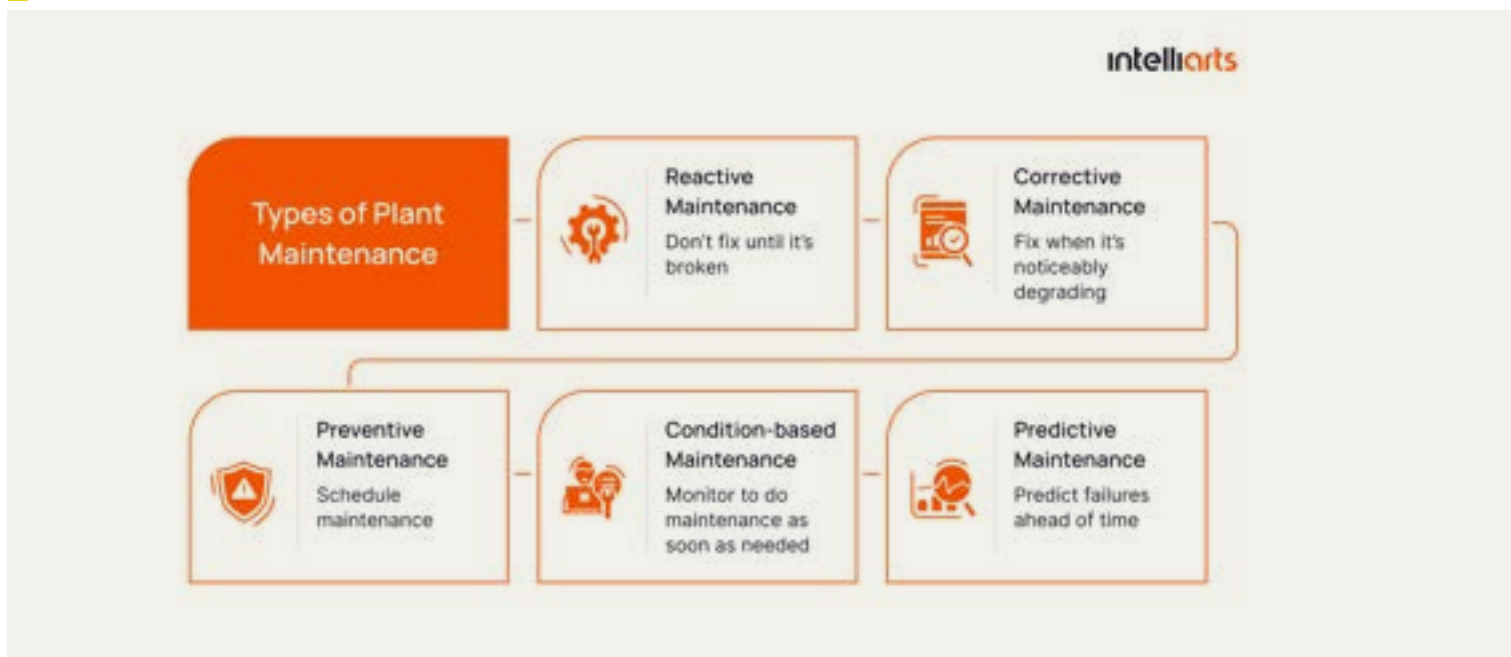 intelliarts
Types of Plant
Maintenance
Reactive
Maintenance
Don't fix until it's
broken
Corrective
Maintenance
Fix when it's
noticeably
degrading
Preventive
Maintenance
Schedule
maintenance
Condition-based
Maintenance
Monitor to do
maintenance as
soon as needed
Predictive
Maintenance
Predict failures
ahead of time